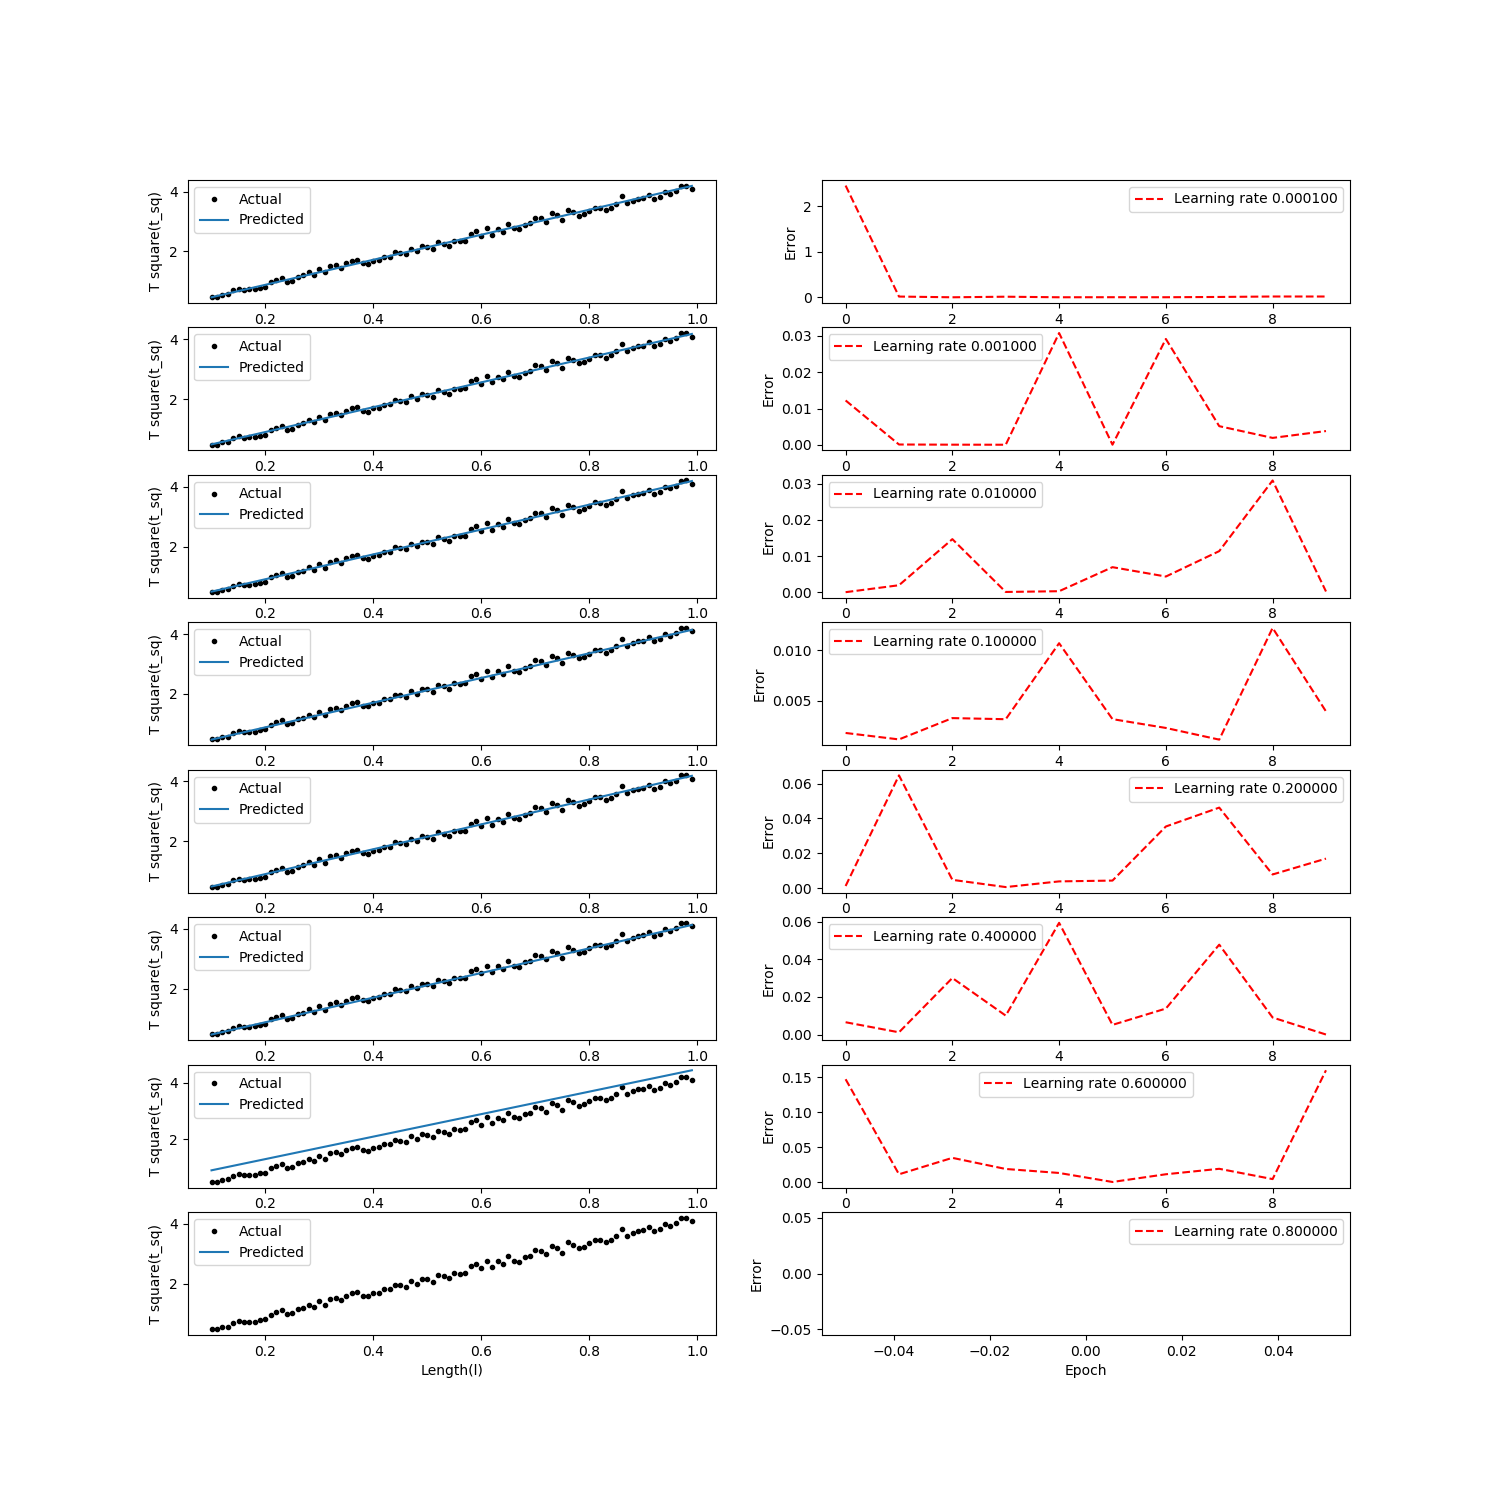 T square(t_sq)
4
2
Actual
Predicted
0.2 0.4 0.6 0.8 1.0
Error
2
1
0
Learning rate 0.000100
0 2 4 6 8
T square(t_sq)
4
2
Actual
Predicted
0.2 0.4 0.6 0.8 1.0
Error
0.03
0.02
0.01
0.00
Learning rate 0.001000
0 2 4 6 8
T square(t_sq)
4
2
Actual
Predicted
0.2 0.4 0.6 0.8 1.0
Error
0.03
0.02
0.01
0.00
Learning rate 0.010000
0 2 4 6 8
T square(t_sq)
4
2
Actual
Predicted
0.2 0.4 0.6 0.8 1.0
Error
0.010
0.005
Learning rate 0.100000
0 2 4 6 8
T square(t_sq)
4
2
Actual
Predicted
0.2 0.4 0.6 0.8 1.0
Error
0.06
0.04
0.02
0.00
Learning rate 0.200000
0 2 4 6 8
T square(t_sq)
4
2
Actual
Predicted
0.2 0.4 0.6 0.8 1.0
Error
0.06
0.04
0.02
0.00
Learning rate 0.400000
0 2 4 6 8
T square(t_sq)
4
2
Actual
Predicted
0.2 0.4 0.6 0.8 1.0
Error
0.15
0.10
0.05
0.00
Learning rate 0.600000
0 2 4 6 8
T square(t_sq)
4
2
Actual
Predicted
0.2 0.4 0.6 0.8 1.0
Length(l)
Error
0.05
0.00
−0.05
Learning rate 0.800000
−0.04 −0.02 0.00 0.02 0.04
Epoch